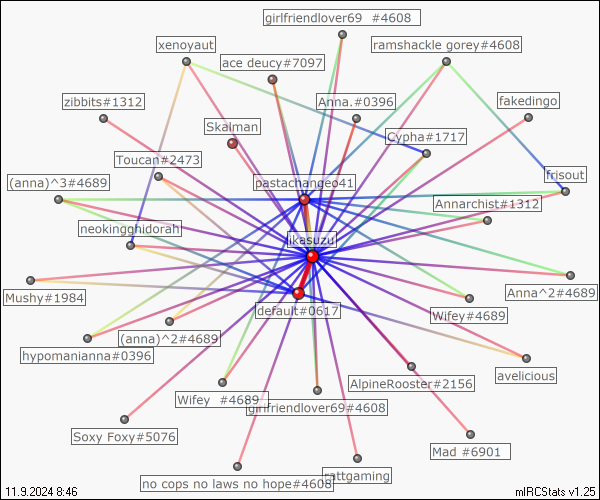 girlfriendlover69 #4608
xenoyaut
ramshackle gorey#4608
ace deucy#7097
zibbits#1312
Anna.#0396
fakedingo
Skalman
Cypha#1717
Toucan#2473
(anna)^3#4689
pastachange041
frisout
Annarchist#1312
neokingghidorah
ikasuzu
Mushy#1984
Anna^2#4689
default#0617
Wifey#4689
(anna)^2#4689
hypomanianna#0396
avelicious
AlpineRooster#2156
Wifey #4689
girlfriendlover69#4608
Soxy Foxy#5076
Mad #6901
no cops no laws no hope#4608
rattgaming
11.9.2024 8:46
mIRCStats v1.25